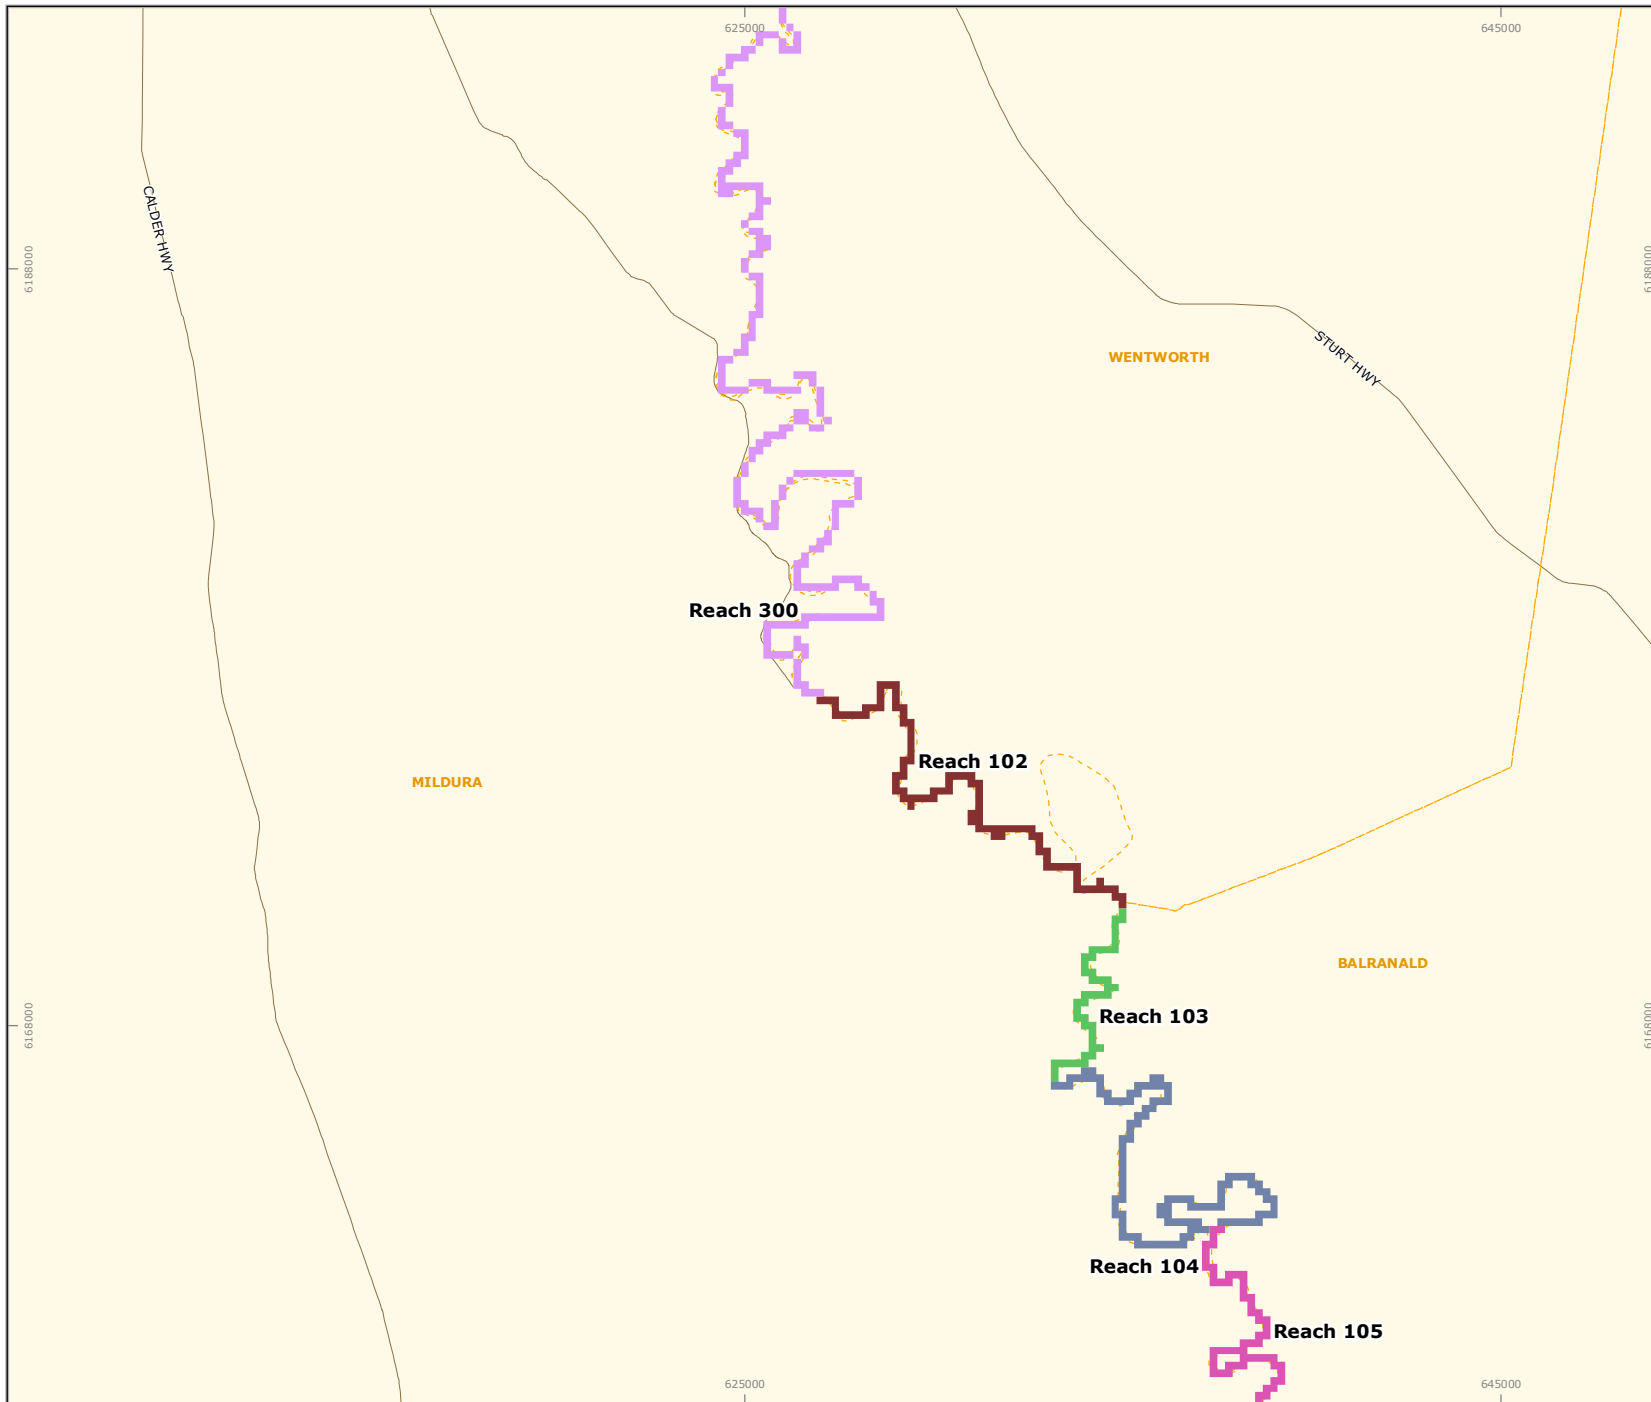 625000
645000
CALDER HWY
6188000
6188000
STURT HWY
WENTWORTH
Reach 300
Reach 102
MILDURA
BALRANALD
Reach 103
6168000
6168000
Reach 104
Reach 105
625000
645000